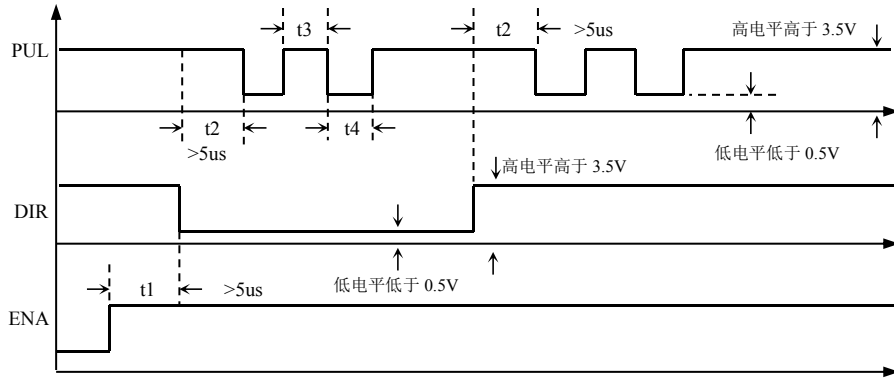 t3
t2
>5us
高电平高于 3.5V
PUL
t2
t4
>5us
低电平低于 0.5V
高电平高于 3.5V
DIR
低电平低于 0.5V
t1
>5us
ENA